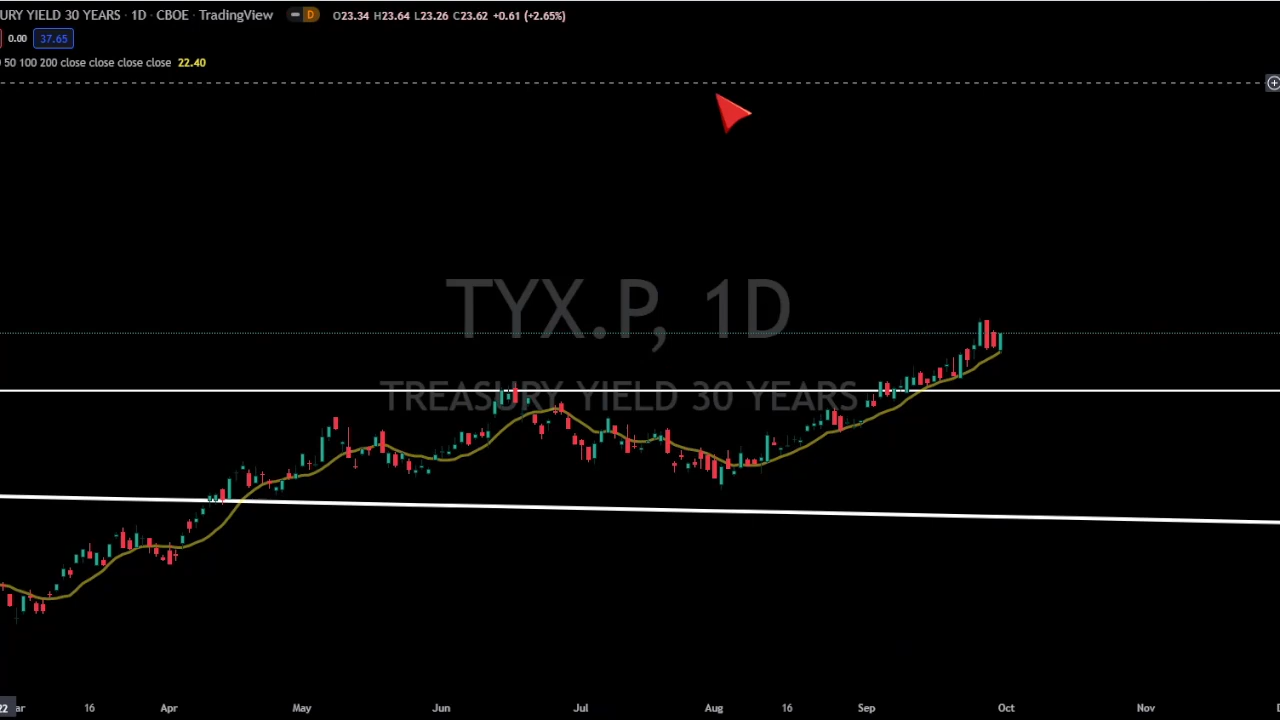 URY YIELD 30 YEARS · 1D · CBOE · TradingView D O23.34 H23.64 L23.26 C23.62 +0.61 (+2.65%)
0.00 37.65
50 100 200 close close close close 22.40
TYX.P, 1D
TREASURY YIELD 30 YEARS
22 ar 16 Apr May Jun Jul Aug 16 Sep Oct Nov